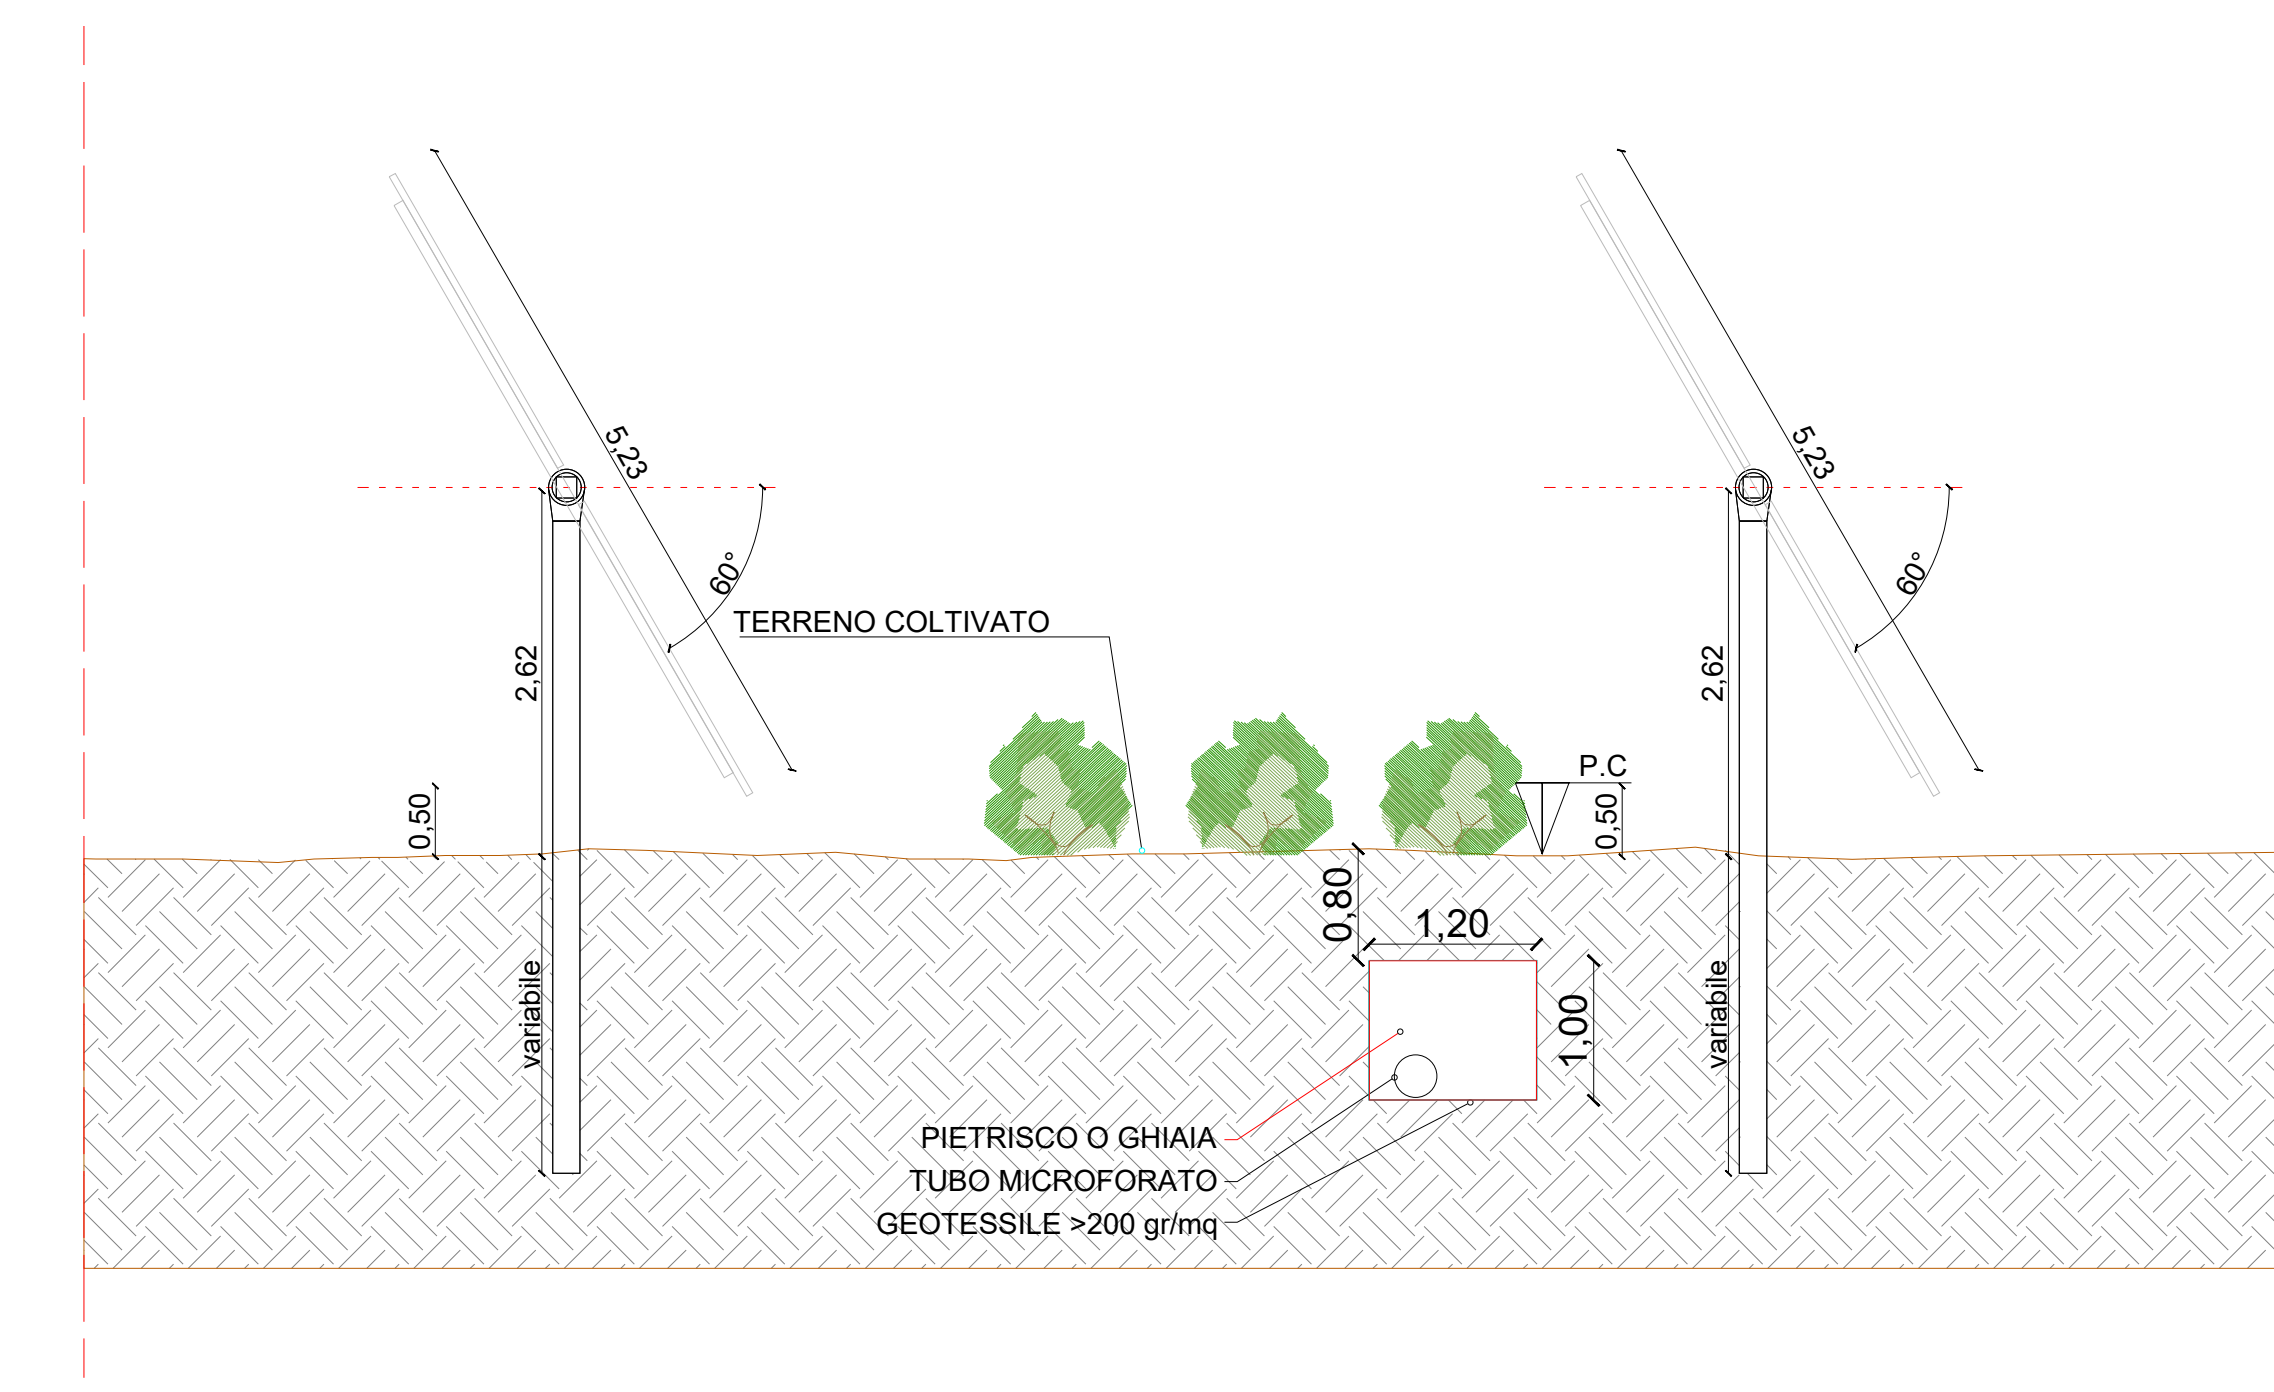 5,23
5,23
60°
60°
TERRENO COLTIVATO
2,62
2,62
P.C
0,50
0,50
0,80
1,20
1,00
variabile
variabile
PIETRISCO O GHIAIA
TUBO MICROFORATO
GEOTESSILE >200 gr/mq